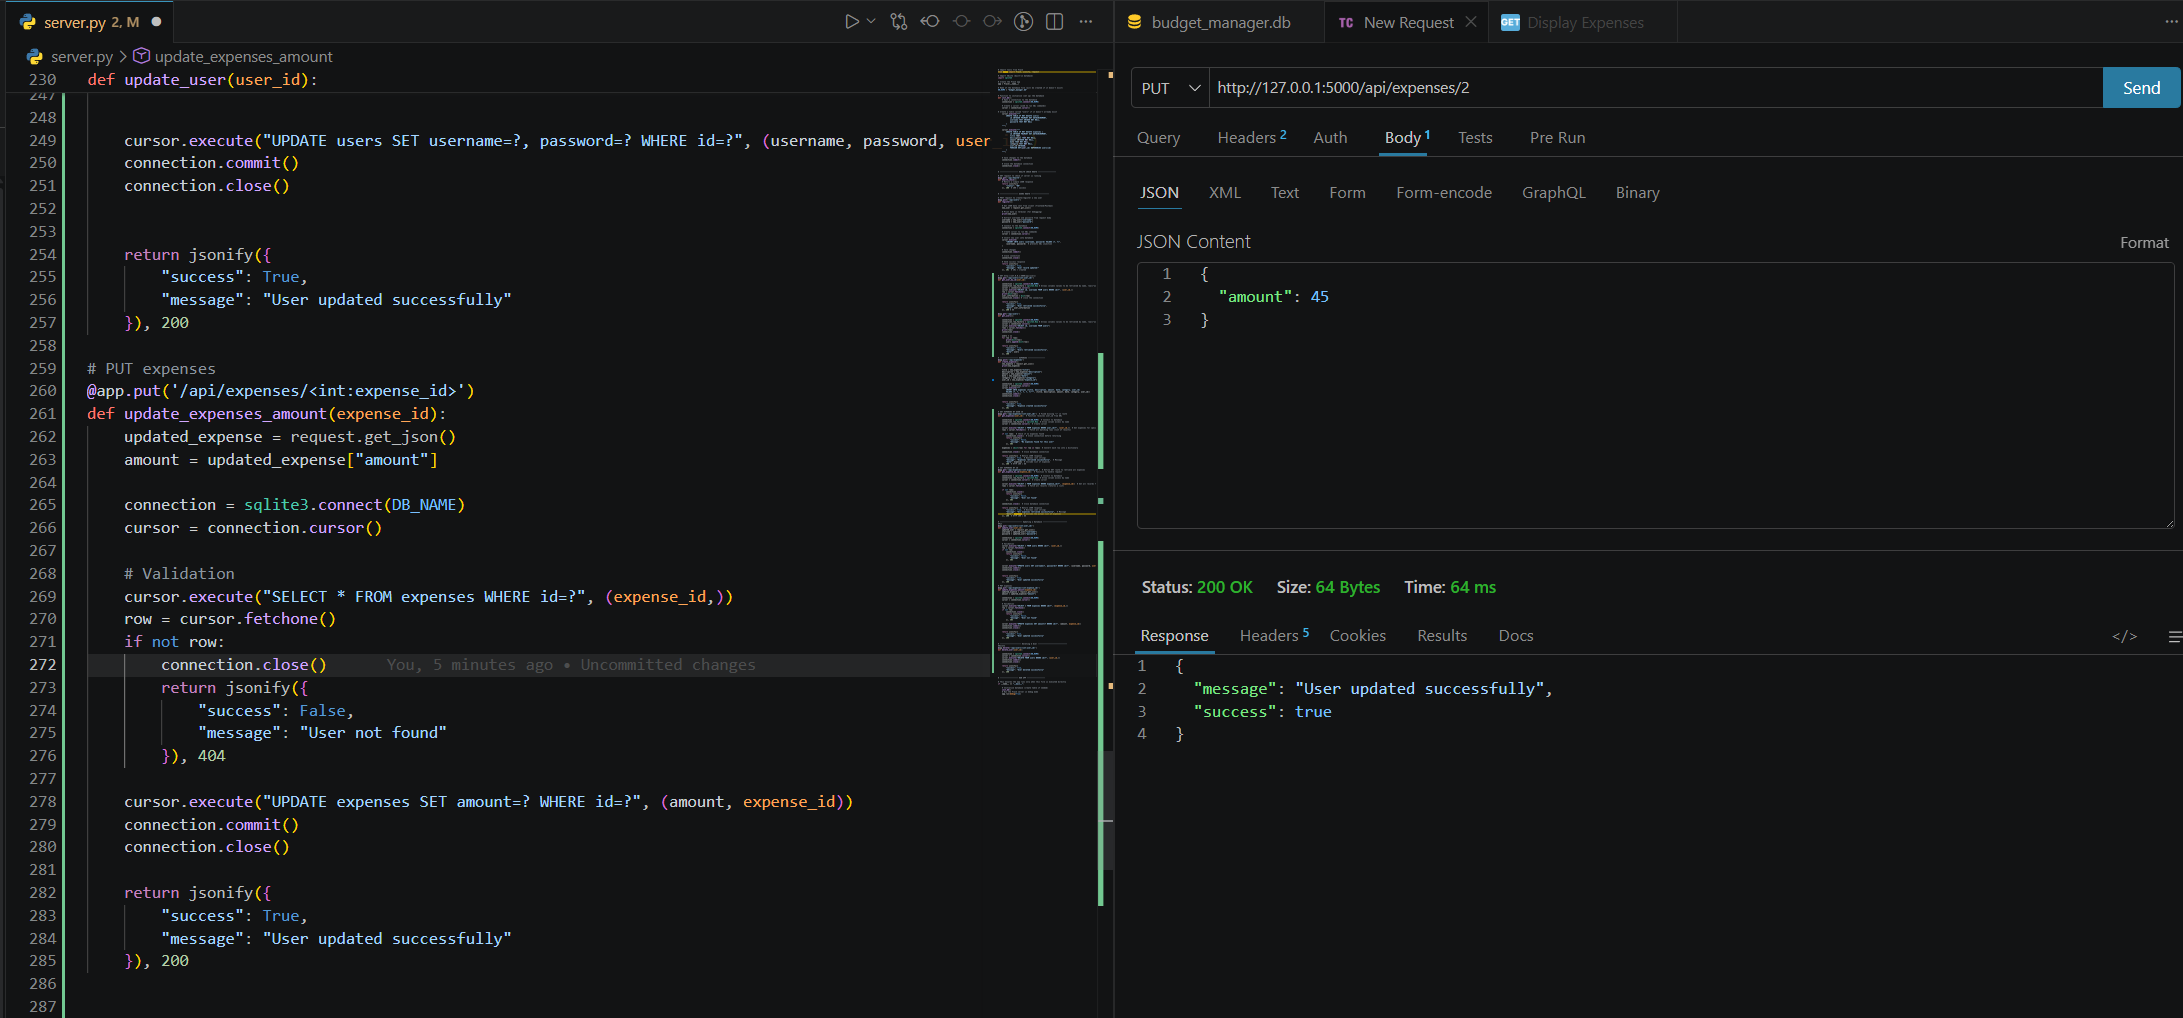 server.py 2, M
server.py > update_expenses_amount
230 def update_user(user_id):
247
248
249 cursor.execute("UPDATE users SET username=?, password=? WHERE id=?", (username, password, user
250 connection.commit()
251 connection.close()
252
253
254 return jsonify({
255 "success": True,
256 "message": "User updated successfully"
257 }), 200
258
259 # PUT expenses
260 @app.put('/api/expenses/<int:expense_id>')
261 def update_expenses_amount(expense_id):
262 updated_expense = request.get_json()
263 amount = updated_expense["amount"]
264
265 connection = sqlite3.connect(DB_NAME)
266 cursor = connection.cursor()
267
268 # Validation
269 cursor.execute("SELECT * FROM expenses WHERE id=?", (expense_id,))
270 row = cursor.fetchone()
271 if not row:
272 connection.close() You, 5 minutes ago • Uncommitted changes
273 return jsonify({
274 "success": False,
275 "message": "User not found"
276 }), 404
277
278 cursor.execute("UPDATE expenses SET amount=? WHERE id=?", (amount, expense_id))
279 connection.commit()
280 connection.close()
281
282 return jsonify({
283 "success": True,
284 "message": "User updated successfully"
285 }), 200
286
287
budget_manager.db TC New Request GET Display Expenses
PUT http://127.0.0.1:5000/api/expenses/2 Send
Query Headers 2 Auth Body 1 Tests Pre Run
JSON XML Text Form Form-encode GraphQL Binary
JSON Content Format
1 {
2 "amount": 45
3 }
Status: 200 OK Size: 64 Bytes Time: 64 ms
Response Headers 5 Cookies Results Docs
1 {
2 "message": "User updated successfully",
3 "success": true
4 }